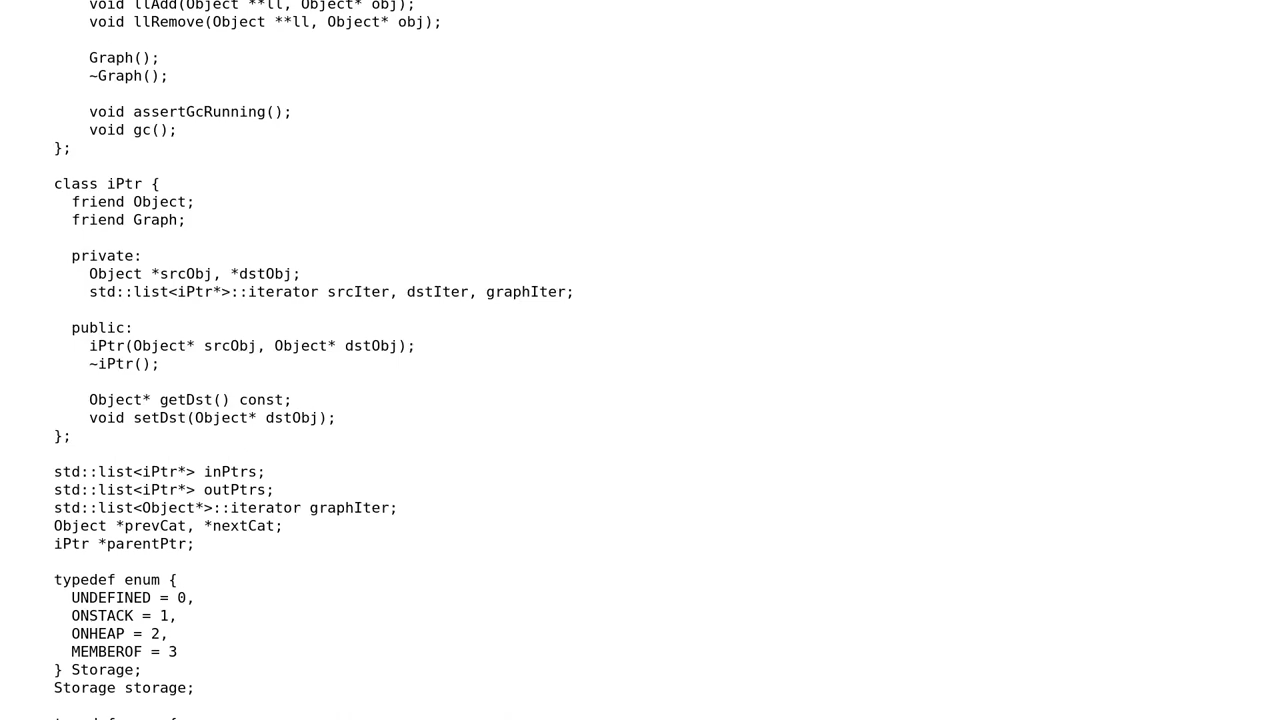 void llAdd(Object **ll, Object* obj);
void llRemove(Object **ll, Object* obj);
Graph();
~Graph();
void assertGcRunning();
void gc();
};
class iPtr {
friend Object;
friend Graph;
private:
Object *srcObj, *dstObj;
std::list<iPtr*>::iterator srcIter, dstIter, graphIter;
public:
iPtr(Object* srcObj, Object* dstObj);
~iPtr();
Object* getDst() const;
void setDst(Object* dstObj);
};
std::list<iPtr*> inPtrs;
std::list<iPtr*> outPtrs;
std::list<Object*>::iterator graphIter;
Object *prevCat, *nextCat;
iPtr *parentPtr;
typedef enum {
UNDEFINED = 0,
ONSTACK = 1,
ONHEAP = 2,
MEMBEROF = 3
} Storage;
Storage storage;